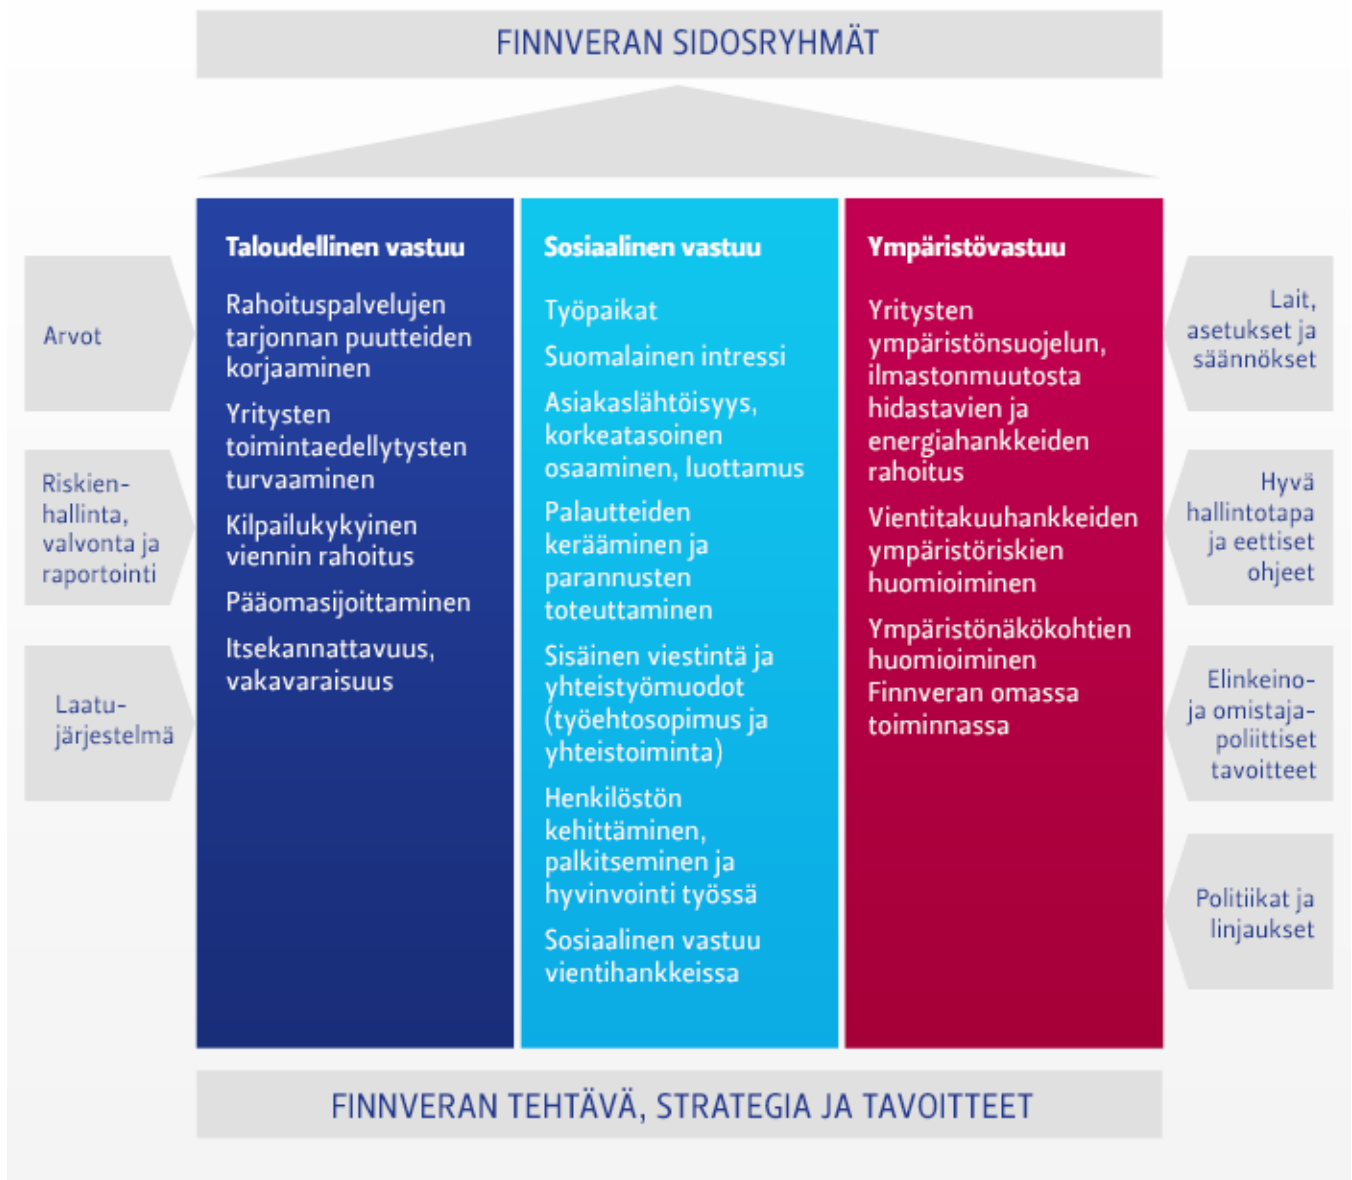 FINNVERAN SIDOSRYHMÄT
Arvot
Riskien-
hallinta,
valvonta ja
raportointi
Laatu-
järjestelmä
Taloudellinen vastuu
Rahoituspalvelujen
tarjonnan puutteiden
korjaaminen
Yritysten
toimintaedellytysten
turvaaminen
Kilpailukykyinen
viennin rahoitus
Pääomasijoittaminen
Itsekannattavuus,
vakavaraisuus
Sosiaalinen vastuu
Työpaikat
Suomalainen intressi
Asiakaslähtöisyys,
korkeatasoinen
osaaminen, luottamus
Palautteiden
kerääminen ja
parannusten
toteuttaminen
Sisäinen viestintä ja
yhteistyömuodot
(työehtosopimus ja
yhteistoiminta)
Henkilöstön
kehittäminen,
palkitseminen ja
hyvinvointi työssä
Sosiaalinen vastuu
vientihankkeissa
Ympäristövastuu
Yritysten
ympäristönsuojelun,
ilmastonmuutosta
hidastavien ja
energiahankkeiden
rahoitus
Vientitakuuhankkeiden
ympäristöriskien
huomioiminen
Ympäristönäkökohtien
huomioiminen
Finnveran omassa
toiminnassa
Lait,
asetukset ja
säännökset
Hyvä
hallintotapa
ja eettiset
ohjeet
Elinkeino-
ja omistaja-
poliittiset
tavoitteet
Politiikat ja
linjaukset
FINNVERAN TEHTÄVÄ, STRATEGIA JA TAVOITTEET